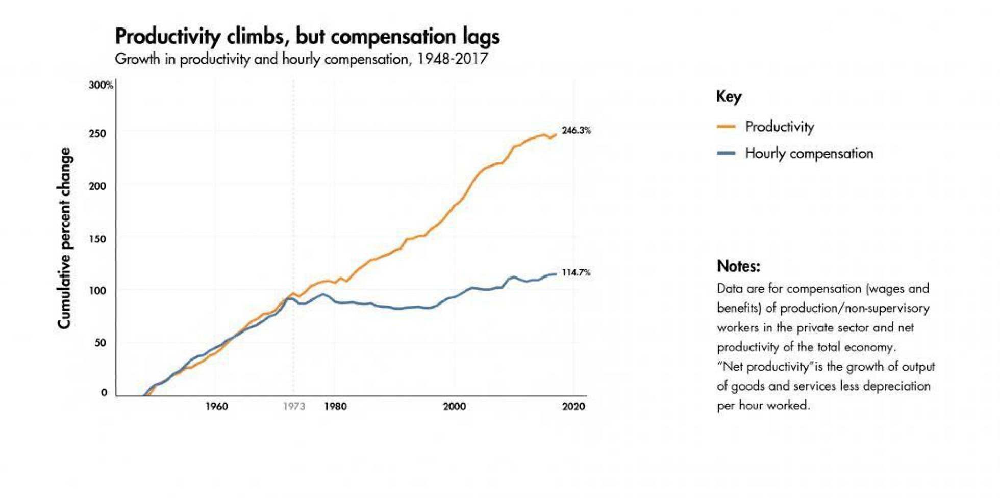 Productivity climbs, but compensation lags
Growth in productivity and hourly compensation, 1948-2017
300%
250
200
150
100
50
0
Cumulative percent change
246.3%
114.7%
1960
1973
1980
2000
2020
Key
Productivity
Hourly compensation
Notes:
Data are for compensation (wages and
benefits) of production/non-supervisory
workers in the private sector and net
productivity of the total economy.
“Net productivity”is the growth of output
of goods and services less depreciation
per hour worked.